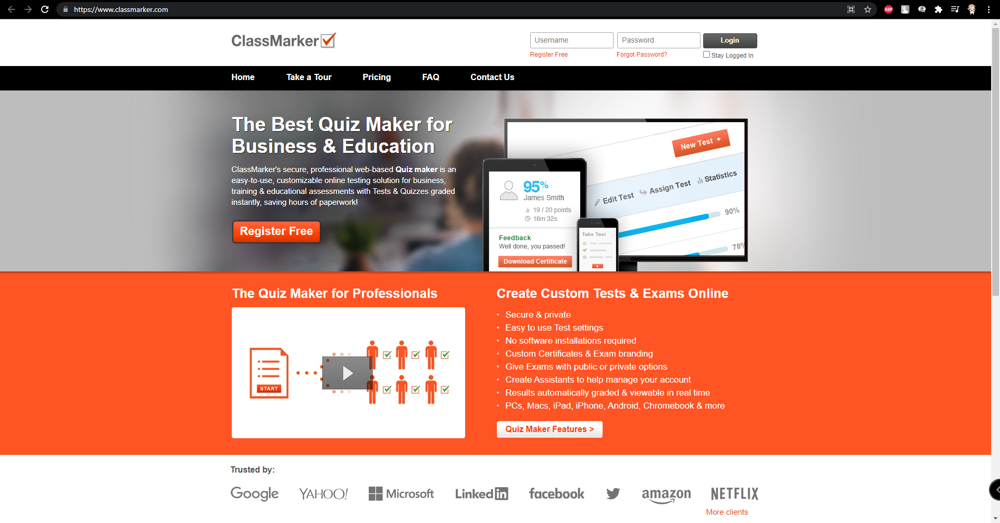 https://www.classmarker.com
ABP
ClassMarker
Username
Password
Login
Register Free
Forgot Password?
Stay Logged In
Home
Take a Tour
Pricing
FAQ
Contact Us
The Best Quiz Maker for
Business & Education
ClassMarker's secure, professional web-based Quiz maker is an
easy-to-use, customizable online testing solution for business,
training & educational assessments with Tests & Quizzes graded
instantly, saving hours of paperwork!
Register Free
New Test +
Edit Test
Assign Test
Statistics
90%
78%
95%
James Smith
19 / 20 points
16m 32s
Feedback
Well done, you passed!
Download Certificate
Take Test
The Quiz Maker for Professionals
START
Create Custom Tests & Exams Online
• Secure & private
• Easy to use Test settings
• No software installations required
• Custom Certificates & Exam branding
• Give Exams with public or private options
• Create Assistants to help manage your account
• Results automatically graded & viewable in real time
• PCs, Macs, iPad, iPhone, Android, Chromebook & more
Quiz Maker Features >
Trusted by:
Google
YAHOO!
Microsoft
Linked in
facebook
amazon
NETFLIX
More clients